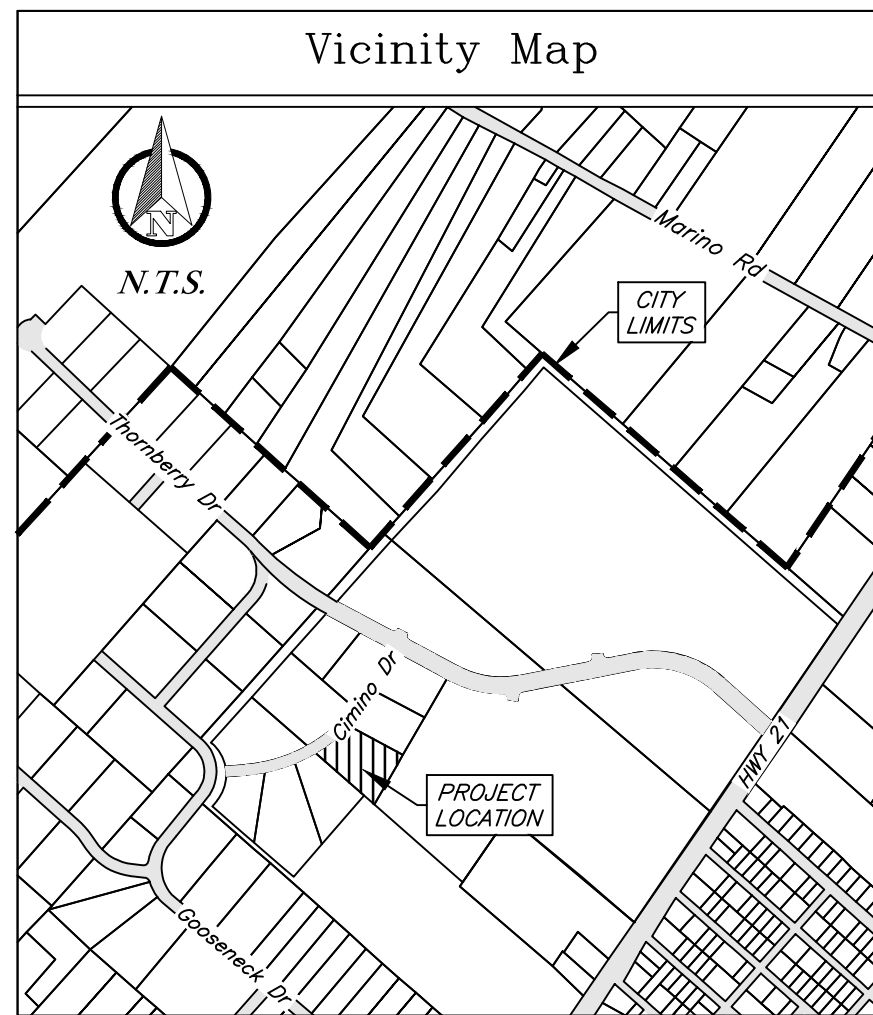 Vicinity Map
N
N.T.S.
Marino Rd
CITY
LIMITS
Thornberry Dr
Cimino Dr
HWY 21
PROJECT
LOCATION
Gooseneck Dr